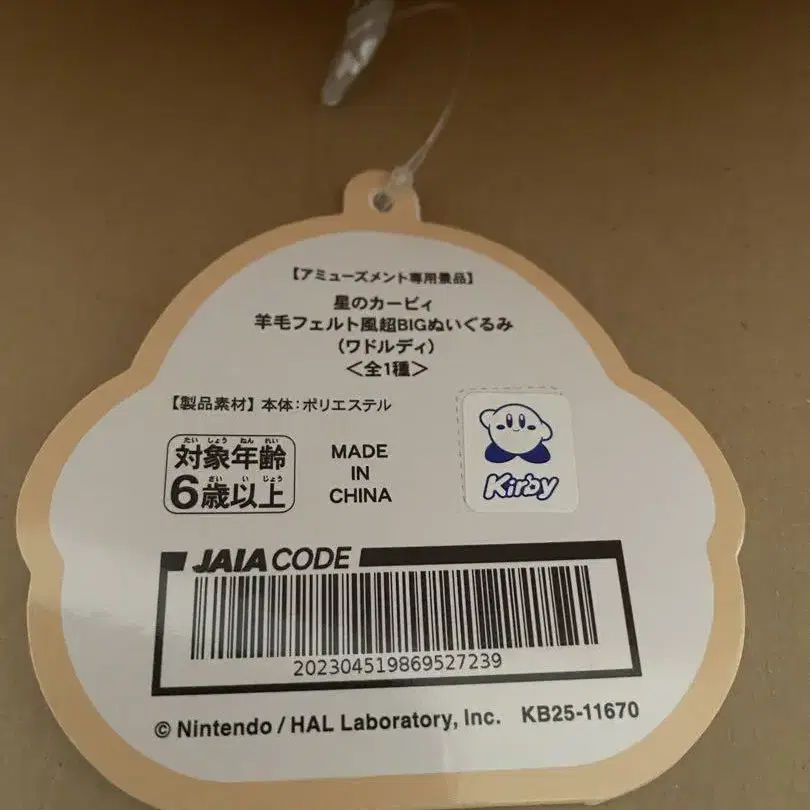 【アミューズメント専用景品】
星のカービィ
羊毛フェルト風超BIGぬいぐるみ
（ワドルディ）
＜全1種＞
【製品素材】本体：ポリエステル
たい しょう ねん れい
対象年齢
さい い じょう
6歳以上
MADE
IN
CHINA
Kirby
JAIA CODE
202304519869527239
© Nintendo / HAL Laboratory, Inc. KB25-11670